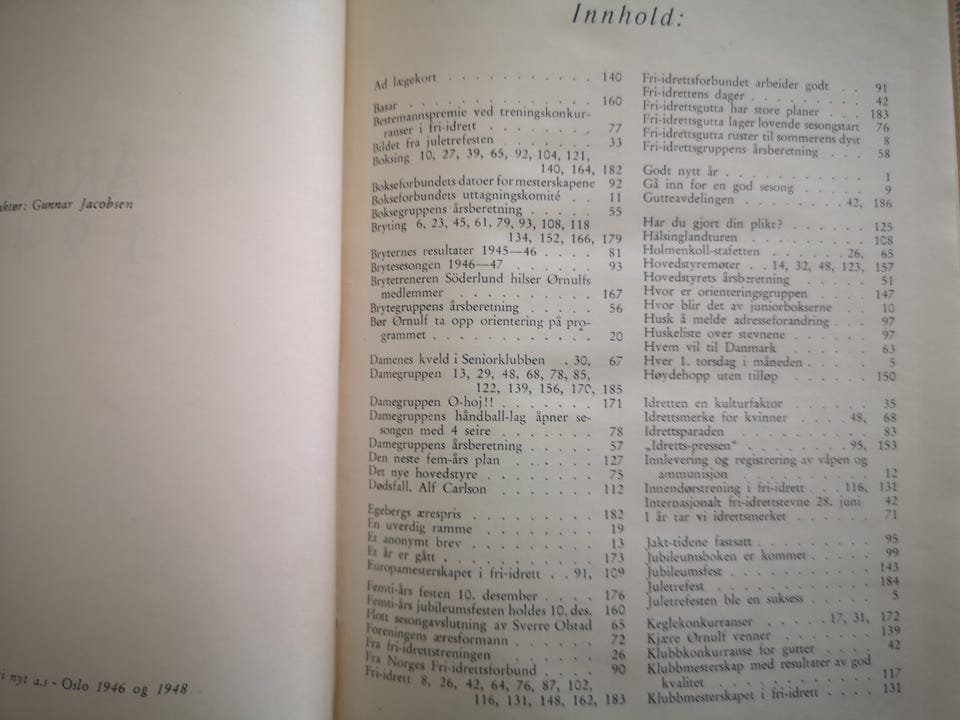 ktør: Gunnar Jacobsen
i nyt a.s - Oslo 1946 og 1948
Innhold:
Ad lægekort . . . . . . . . . . . 140
Basar . . . . . . . . . . . . . 160
Bestemannspremie ved treningskonkur-
ranser i fri-idrett . . . . . . . 77
Bildet fra juletrefesten . . . . . . . 33
Boksing 10, 27, 39, 65, 92, 104, 121,
140, 164, 182
Bokseforbundets datoer for mesterskapene 92
Bokseforbundets uttagningskomité . . 11
Boksegruppens årsberetning . . . . . 55
Bryting 6, 23, 45, 61, 79, 93, 108, 118
134, 152, 166, 179
Bryternes resultater 1945—46 . . . . . 81
Brytesesongen 1946—47 . . . . . . 93
Brytetreneren Söderlund hilser Ørnulfs
medlemmer . . . . . . . . . 167
Brytegruppens årsberetning . . . . . 56
Bør Ørnulf ta opp orientering på pro-
grammet . . . . . . . . . . . 20
Damenes kveld i Seniorklubben . 30, 67
Damegruppen 13, 29, 48, 68, 78, 85,
122, 139, 156, 170, 185
Damegruppen O-hoj!! . . . . . . . 171
Damegruppens håndball-lag åpner se-
songen med 4 seire . . . . . . . 78
Damegruppens årsberetning . . . . . 57
Den neste fem-års plan . . . . . . . 127
Det nye hovedstyre . . . . . . . . 75
Dødsfall. Alf Carlson . . . . . . . 112
Egebergs ærespris . . . . . . . . . 182
En uverdig ramme . . . . . . . . . 19
Et anonymt brev . . . . . . . . . 13
Et år er gått . . . . . . . . . . . 173
Europamesterskapet i fri-idrett . . 91, 109
Femti-års festen 10. desember . . . . 176
Femti-års jubileumsfesten holdes 10. des. 160
Flott sesongavslutning av Sverre Olstad 65
Foreningens æresformann . . . . . . 72
Fra fri-idrettstreningen . . . . . . . 26
Fra Norges Fri-idrettsforbund . . . . 90
Fri-idrett 8, 26, 42, 64, 76, 87, 102,
116, 131, 148, 162, 183
Fri-idrettsforbundet arbeider godt . . 91
Fri-idrettens dager . . . . . . . . . 42
Fri-idrettsgutta har store planer . . . 183
Fri-idrettsgutta lager lovende sesongstart 76
Fri-idrettsgutta ruster til sommerens dyst 8
Fri-idrettsgruppens årsberetning . . . . 58
Godt nytt år . . . . . . . . . . . 1
Gå inn for en god sesong . . . . . . 9
Gutteavdelingen . . . . . . . 42, 186
Har du gjort din plikt? . . . . . . . 125
Hälsinglandturen . . . . . . . . . 108
Holmenkoll-stafetten . . . . . . 26, 65
Hovedstyremøter . . 14, 32, 48, 123, 157
Hovedstyrets årsberetning . . . . . . 51
Hvor er orienteringsgruppen . . . . . 147
Hvor blir det av juniorbokserne . . . 10
Husk å melde adresseforandring . . . 97
Huskeliste over stevnene . . . . . . 97
Hvem vil til Danmark . . . . . . . 63
Hver 1. torsdag i måneden . . . . . 5
Høydehopp uten tilløp . . . . . . 150
Idretten en kulturfaktor . . . . . . 35
Idrettsmerke for kvinner . . . . 48, 68
Idrettsparaden . . . . . . . . . . 83
„Idretts-pressen“ . . . . . . . 95, 153
Innlevering og registrering av våpen og
ammunisjon . . . . . . . . . . 12
Innendørstrening i fri-idrett . . . 116, 131
Internasjonalt fri-idrettstevne 28. juni 42
I år tar vi idrettsmerket . . . . . . 71
Jakt-tidene fastsatt . . . . . . . . . 95
Jubileumsboken er kommet . . . . . 99
Jubileumsfest . . . . . . . . . . . 143
Juletrefest . . . . . . . . . . . . 184
Juletrefesten ble en suksess . . . . . 5
Keglekonkurranser . . . . . 17, 31, 172
Kjære Ørnulf venner . . . . . . . . 139
Klubbkonkurranse for gutter . . . . . 42
Klubbmesterskap med resultater av god
kvalitet . . . . . . . . . . . 117
Klubbmesterskapet i fri-idrett . . . . 131